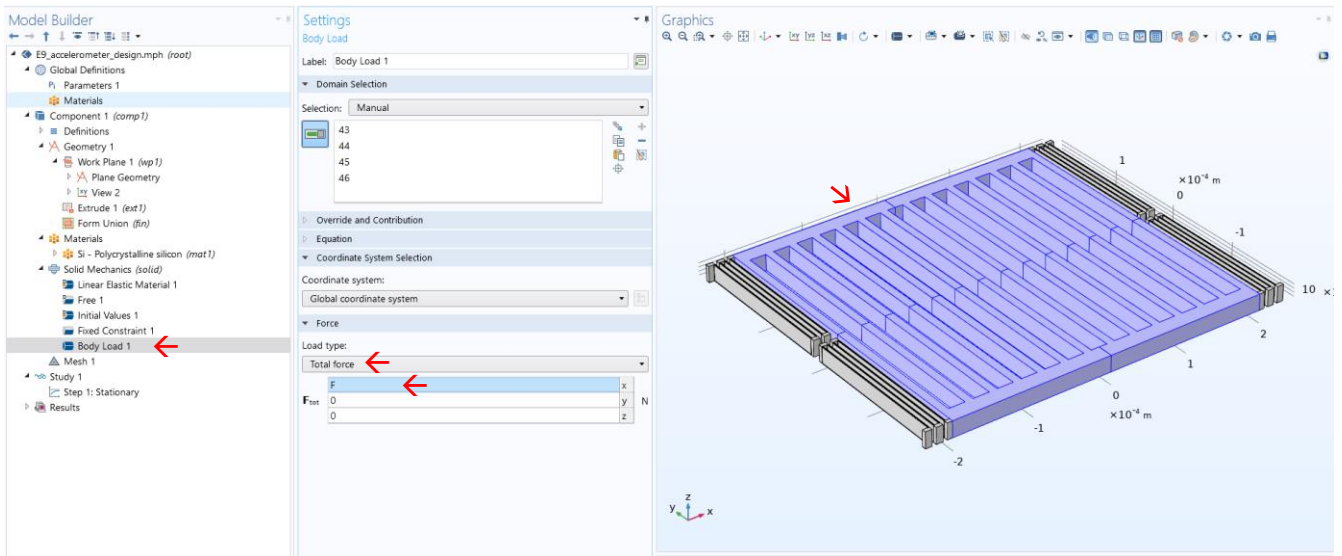 Model Builder
E9_accelerometer_design.mph (root)
Global Definitions
Pi Parameters 1
Materials
Component 1 (comp1)
Definitions
Geometry 1
Work Plane 1 (wp1)
Plane Geometry
View 2
Extrude 1 (ext1)
Form Union (fin)
Materials
Si - Polycrystalline silicon (mat1)
Solid Mechanics (solid)
Linear Elastic Material 1
Free 1
Initial Values 1
Fixed Constraint 1
Body Load 1
Mesh 1
Study 1
Step 1: Stationary
Results
Settings
Body Load
Label: Body Load 1
Domain Selection
Selection: Manual
43
44
45
46
Override and Contribution
Equation
Coordinate System Selection
Coordinate system:
Global coordinate system
Force
Load type:
Total force
F x
Ftot 0 y N
0 z
Graphics
1
×10⁻⁴ m
0
-1
10 ×1
2
1
0
×10⁻⁴ m
-1
-2
z
y x